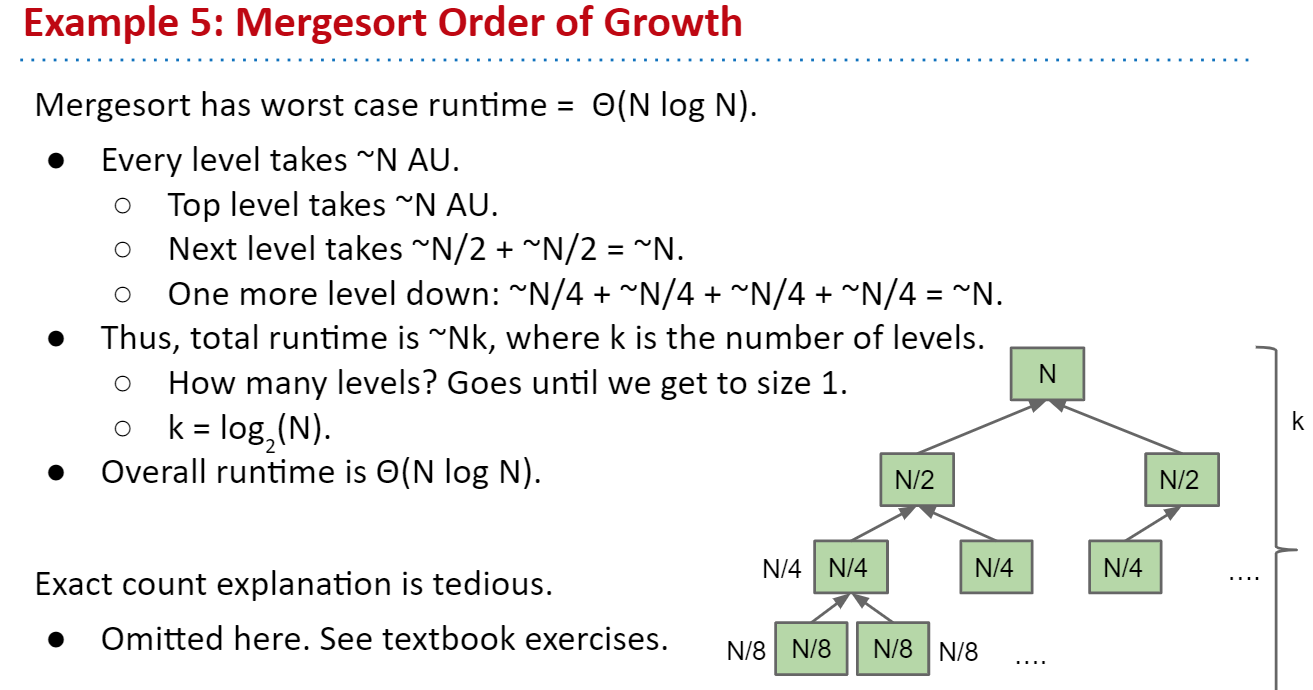 Example 5: Mergesort Order of Growth
Mergesort has worst case runtime = Θ(N log N).
● Every level takes ~N AU.
○ Top level takes ~N AU.
○ Next level takes ~N/2 + ~N/2 = ~N.
○ One more level down: ~N/4 + ~N/4 + ~N/4 + ~N/4 = ~N.
● Thus, total runtime is ~Nk, where k is the number of levels.
○ How many levels? Goes until we get to size 1.
○ k = log₂(N).
● Overall runtime is Θ(N log N).
Exact count explanation is tedious.
● Omitted here. See textbook exercises.
N
k
N/2 N/2
N/4 N/4 N/4 N/4 ....
N/8 N/8 N/8 N/8 ....